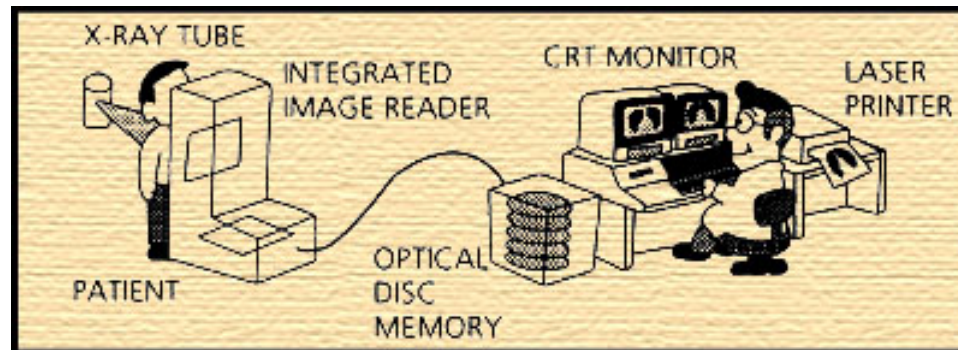 X-RAY TUBE
INTEGRATED
IMAGE READER
CRT MONITOR
LASER
PRINTER
PATIENT
OPTICAL
DISC
MEMORY